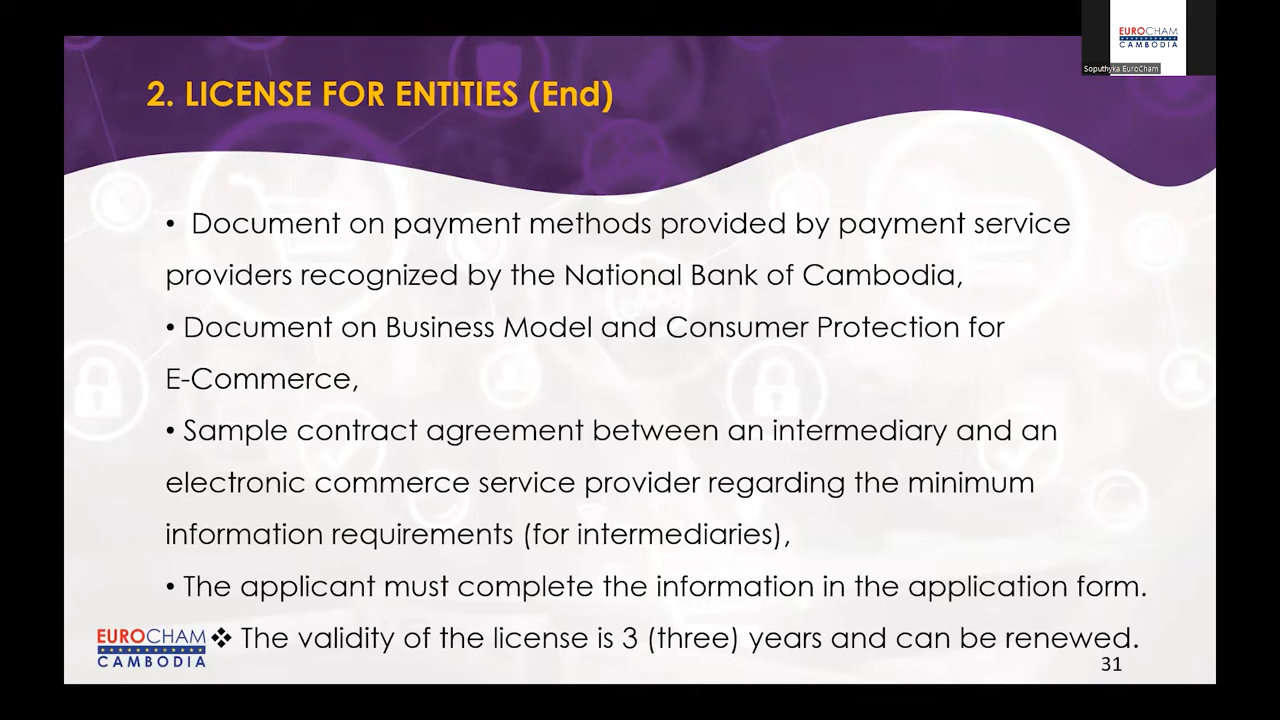 EUROCHAM
CAMBODIA
Soputhyka EuroCham
2. LICENSE FOR ENTITIES (End)
• Document on payment methods provided by payment service
providers recognized by the National Bank of Cambodia,
• Document on Business Model and Consumer Protection for
E-Commerce,
• Sample contract agreement between an intermediary and an
electronic commerce service provider regarding the minimum
information requirements (for intermediaries),
• The applicant must complete the information in the application form.
❖ The validity of the license is 3 (three) years and can be renewed.
EUROCHAM
CAMBODIA
31